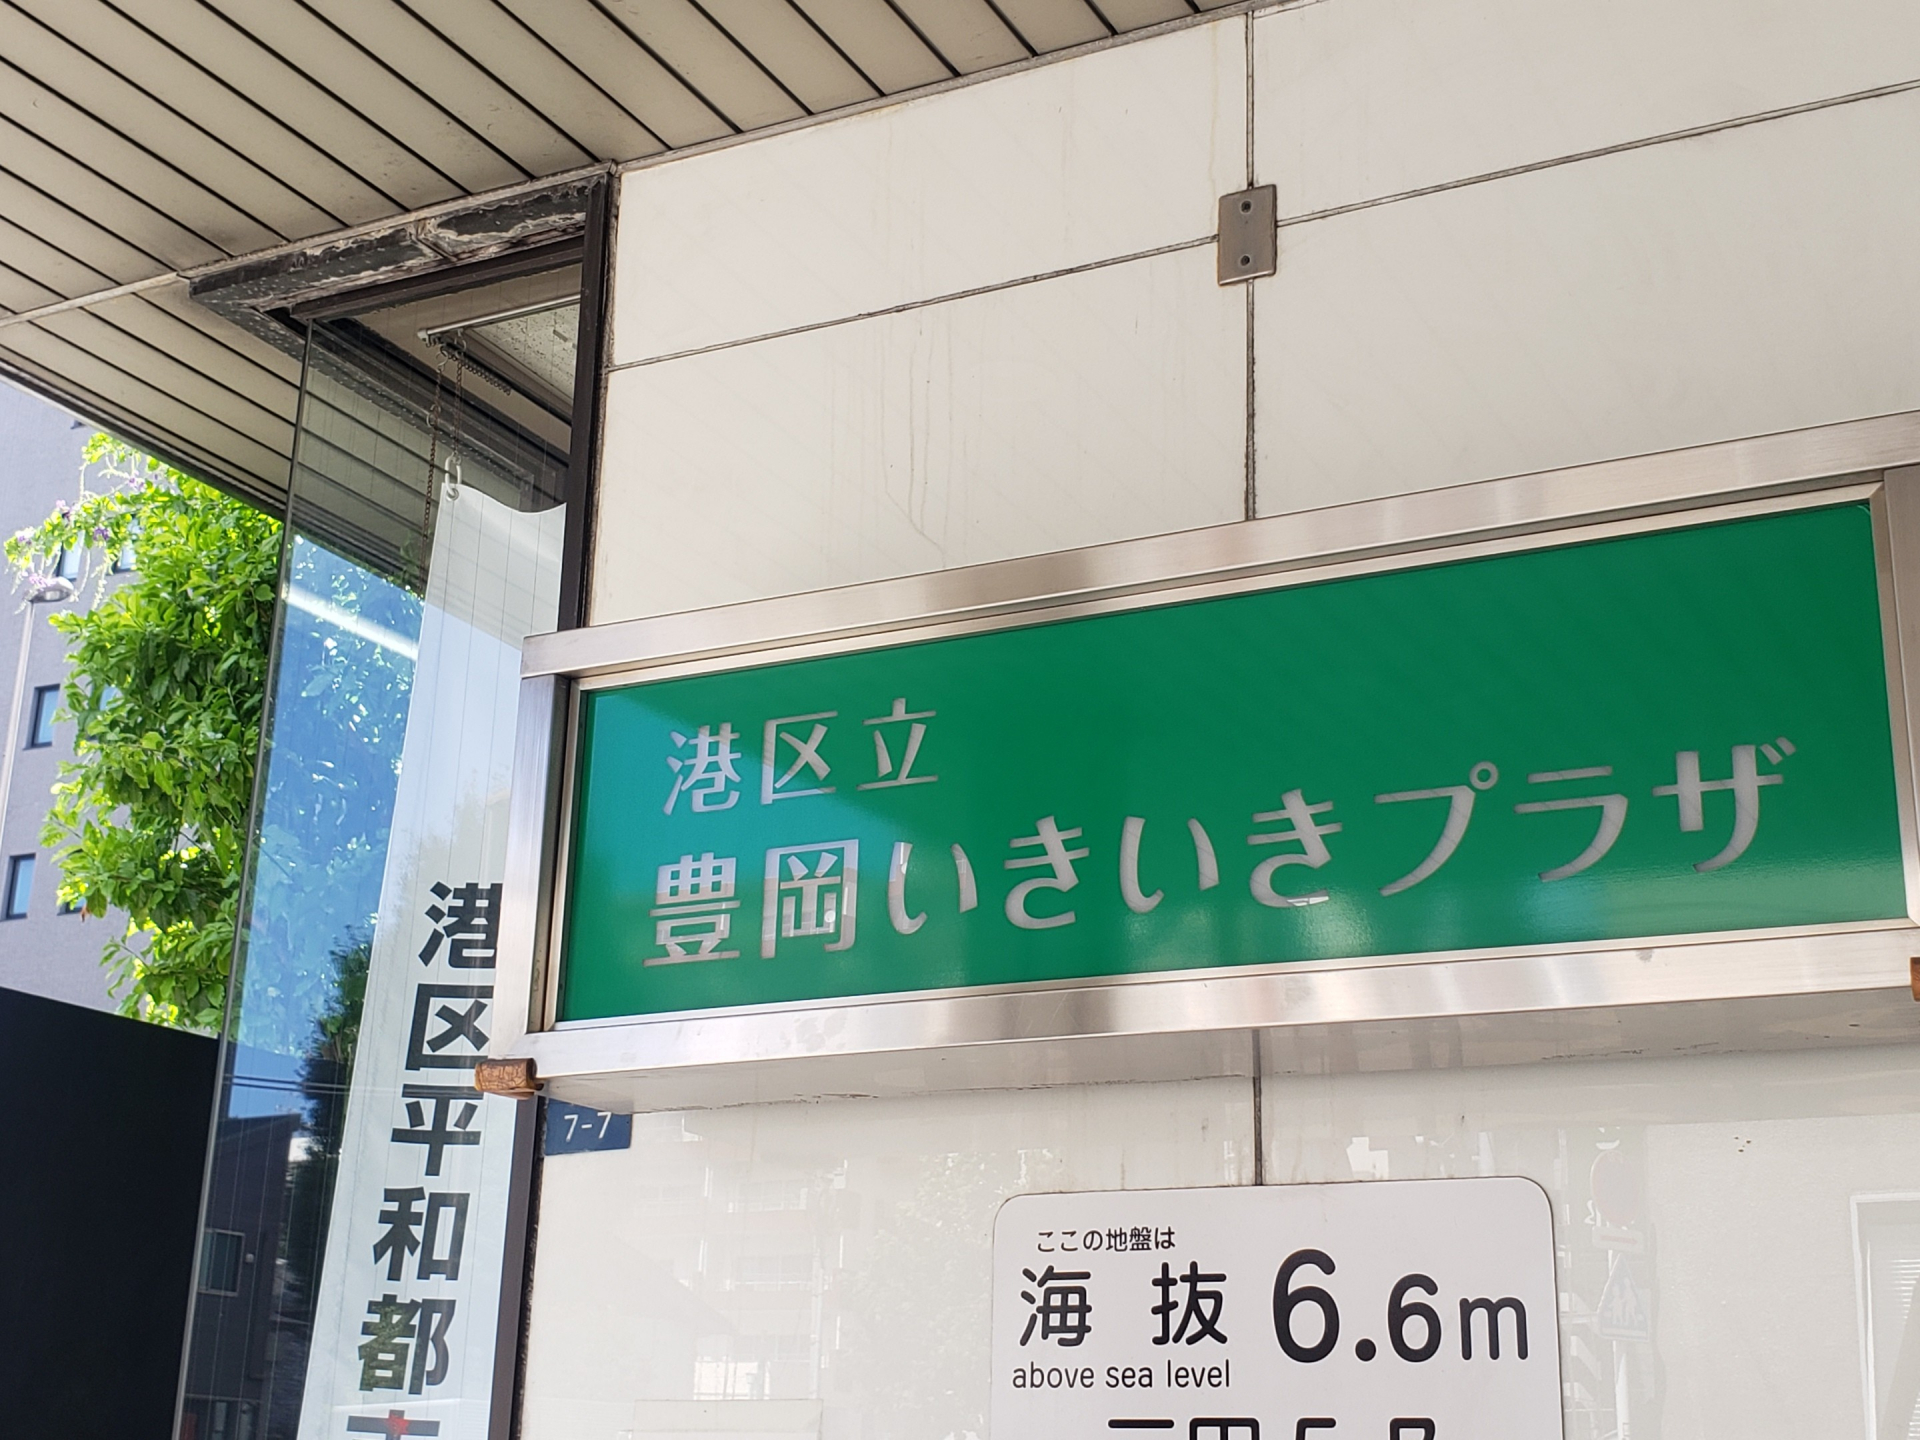 港区立
豊岡いきいきプラザ
港区平和都
7-7
ここの地盤は
海抜 6.6m
above sea level